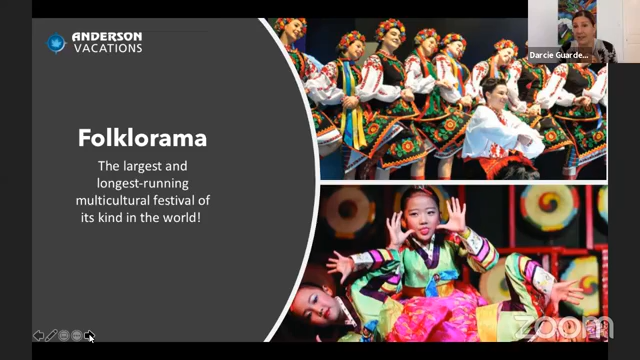 ANDERSON
VACATIONS
Darcie Guarde...
Folklorama
The largest and
longest-running
multicultural festival of
its kind in the world!
zoom